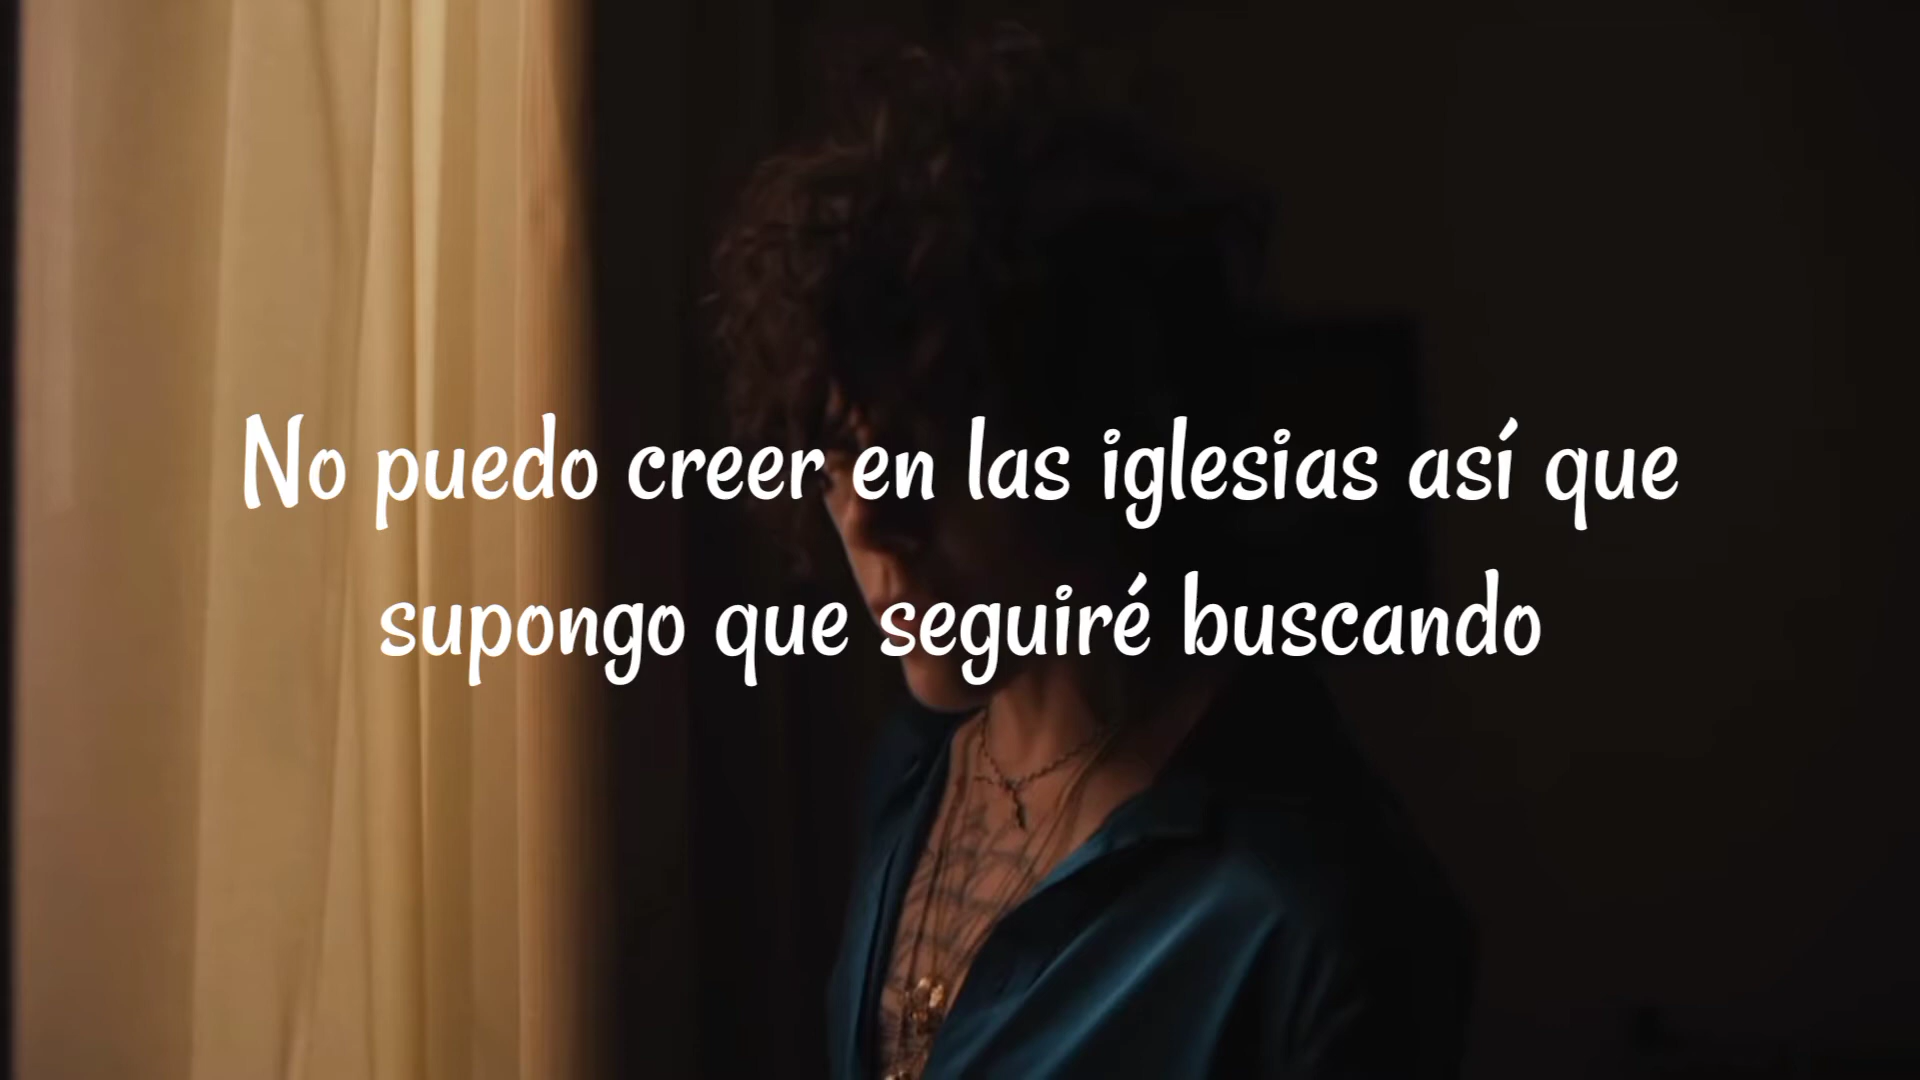 No puedo creer en las iglesias así que
supongo que seguiré buscando